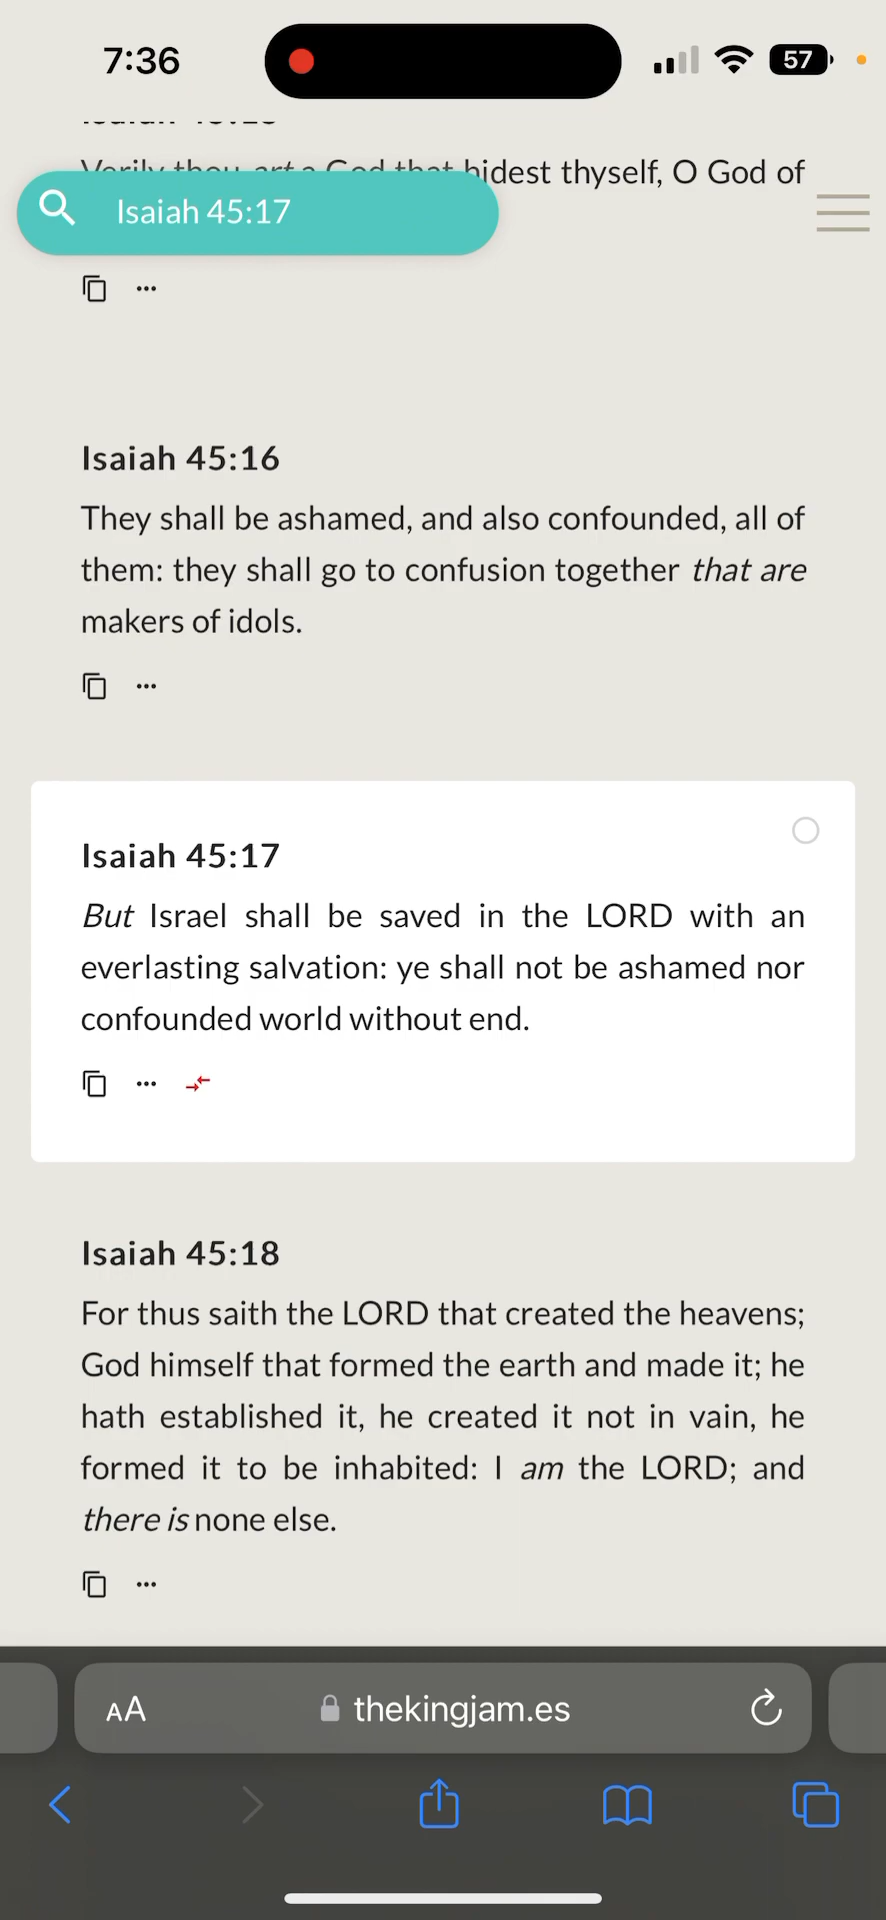 7:36
57
hidest thyself, O God of
Isaiah 45:17
Isaiah 45:16
They shall be ashamed, and also confounded, all of
them: they shall go to confusion together that are
makers of idols.
Isaiah 45:17
But Israel shall be saved in the LORD with an
everlasting salvation: ye shall not be ashamed nor
confounded world without end.
Isaiah 45:18
For thus saith the LORD that created the heavens;
God himself that formed the earth and made it; he
hath established it, he created it not in vain, he
formed it to be inhabited: I am the LORD; and
there is none else.
AA
thekingjam.es